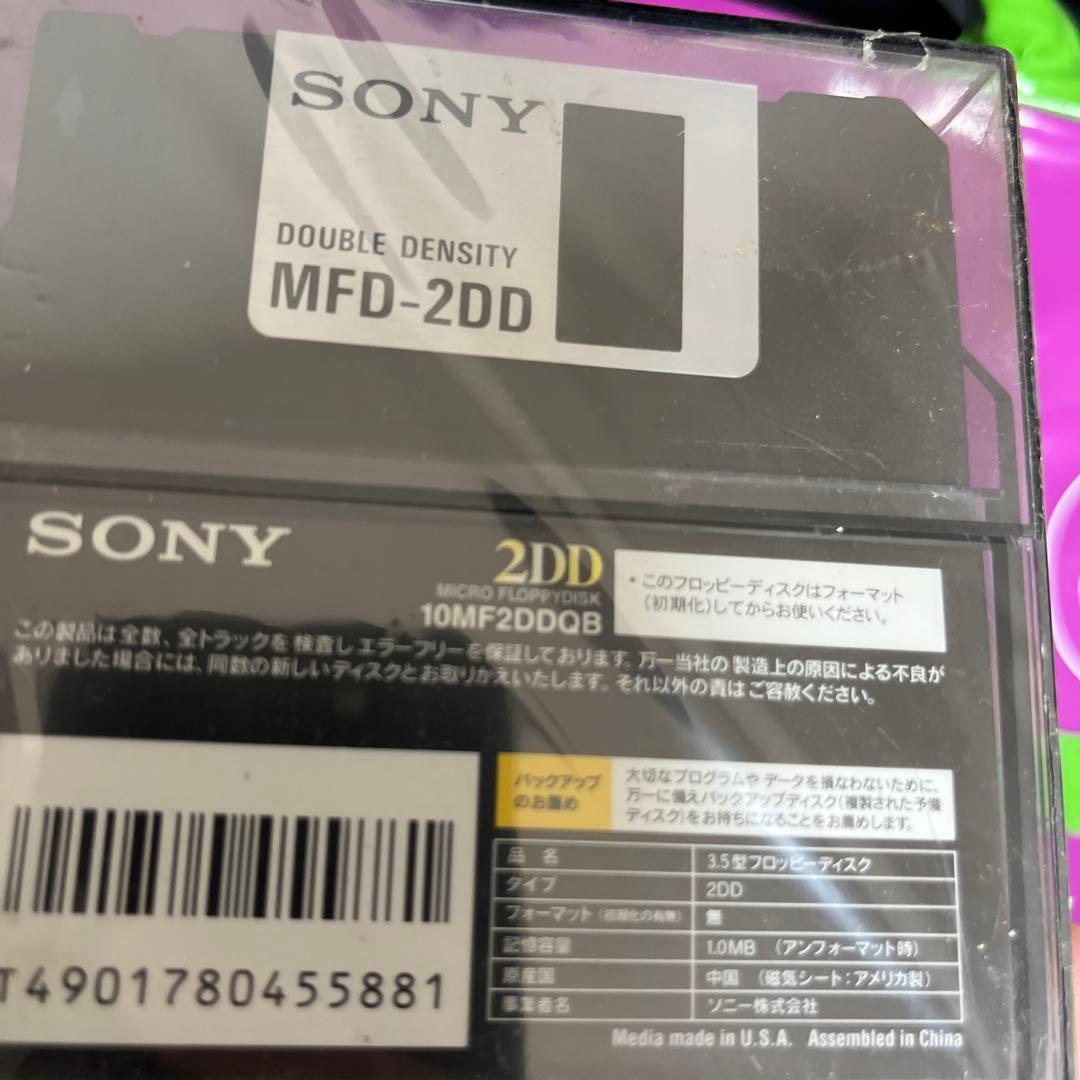 SONY
DOUBLE DENSITY
MFD-2DD
SONY
2DD
MICRO FLOPPYDISK
10MF2DDQB
・このフロッピーディスクはフォーマット
(初期化)してからお使いください。
この製品は全数、全トラックを検査しエラーフリーを保証しております。万一当社の製造上の原因による不良が
ありました場合には、同数の新しいディスクとお取りかえいたします。それ以外の責はご容赦ください。
バックアップ
のお薦め
大切なプログラムやデータを損なわないために、
万一に備えバックアップディスク(複製された予備
ディスク)をお持ちになることをお薦めします。
品 名 3.5型フロッピーディスク
タイプ 2DD
フォーマット(初期化の有無) 無
記憶容量 1.0MB (アンフォーマット時)
原産国 中国 (磁気シート:アメリカ製)
事業者名 ソニー株式会社
T4901780455881
Media made in U.S.A. Assembled in China